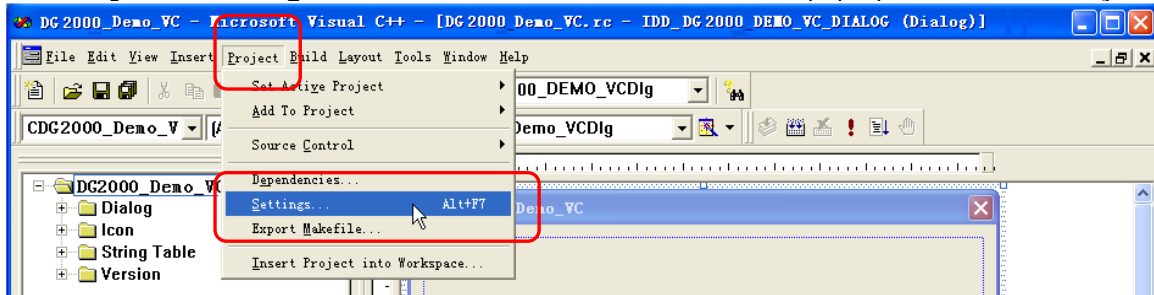 DG2000_Demo_VC - Microsoft Visual C++ - [DG2000_Demo_VC.rc - IDD_DG2000_DEMO_VC_DIALOG (Dialog)]
File Edit View Insert Project Build Layout Tools Window Help
Set Active Project
00_DEMO_VCDlg
Add To Project
CDG2000_Demo_V
Demo_VCDlg
Source Control
Dependencies...
DG2000_Demo_VC
Settings... Alt+F7
Demo_VC
Dialog
Icon
Export Makefile...
String Table
Insert Project into Workspace...
Version